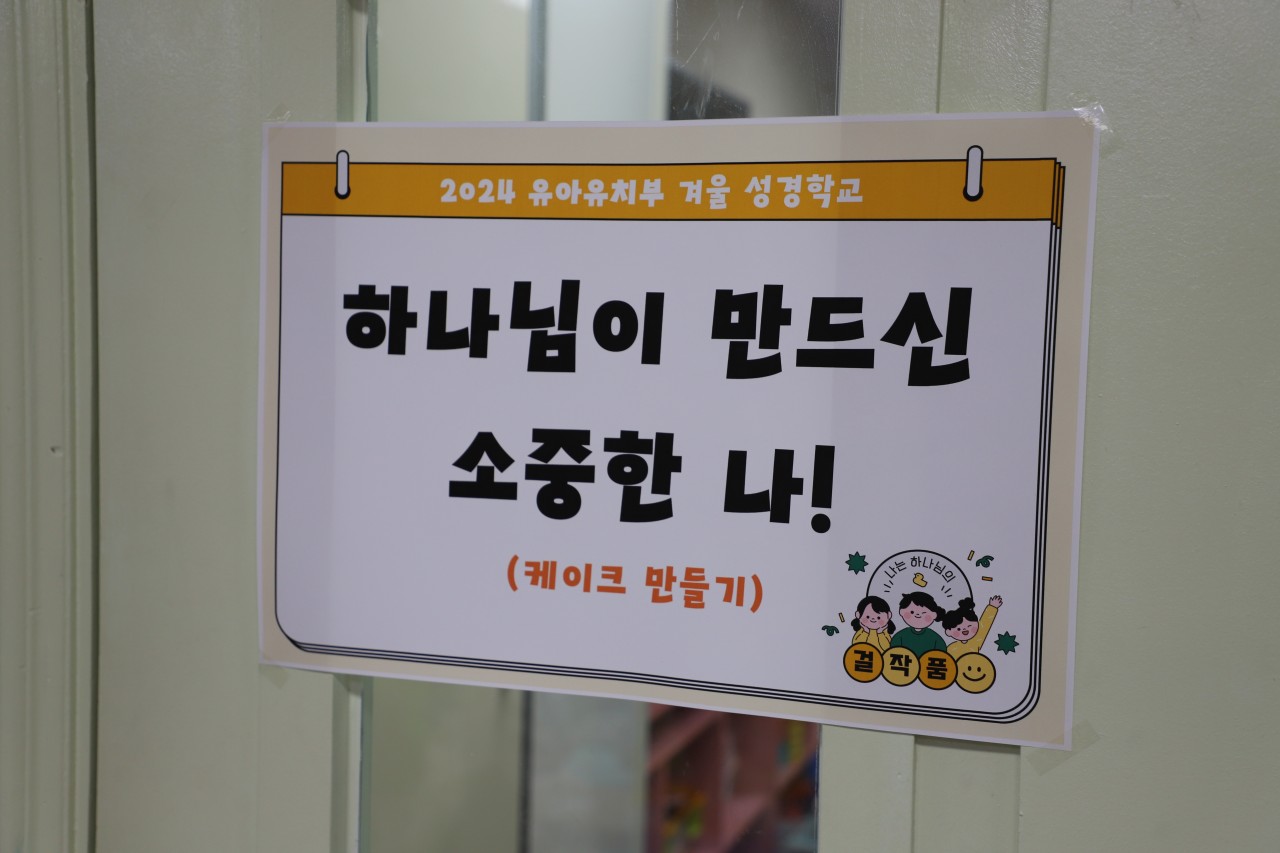 2024 유아유치부 겨울 성경학교
하나님이 만드신
소중한 나!
(케이크 만들기)
나는 하나님의
걸작품